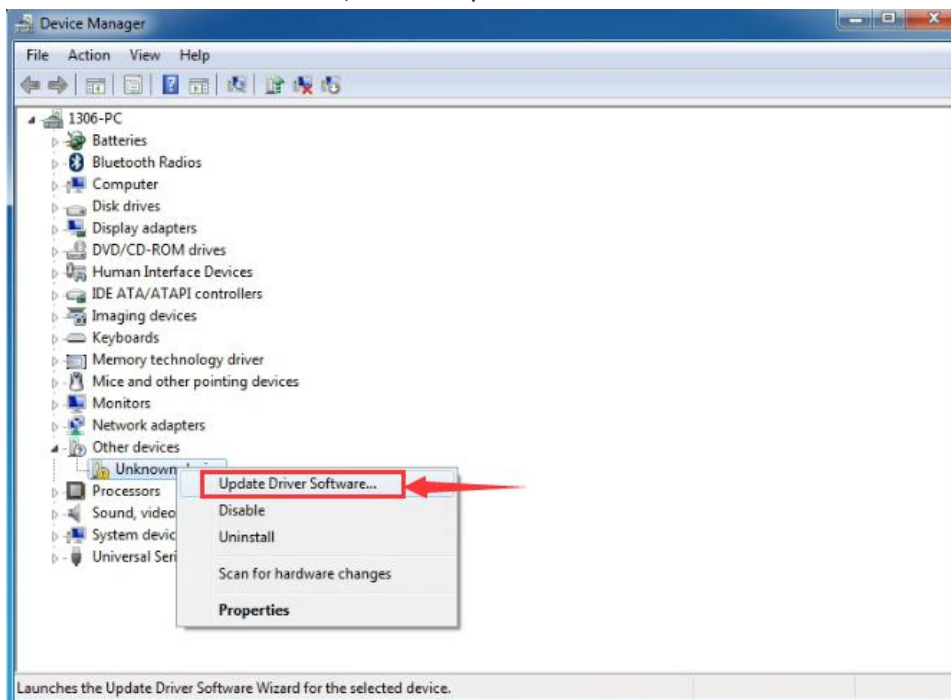 Device Manager
File Action View Help
1306-PC
Batteries
Bluetooth Radios
Computer
Disk drives
Display adapters
DVD/CD-ROM drives
Human Interface Devices
IDE ATA/ATAPI controllers
Imaging devices
Keyboards
Memory technology driver
Mice and other pointing devices
Monitors
Network adapters
Other devices
Unknown
Processors
Sound, video
System devic
Universal Seri
Update Driver Software...
Disable
Uninstall
Scan for hardware changes
Properties
Launches the Update Driver Software Wizard for the selected device.